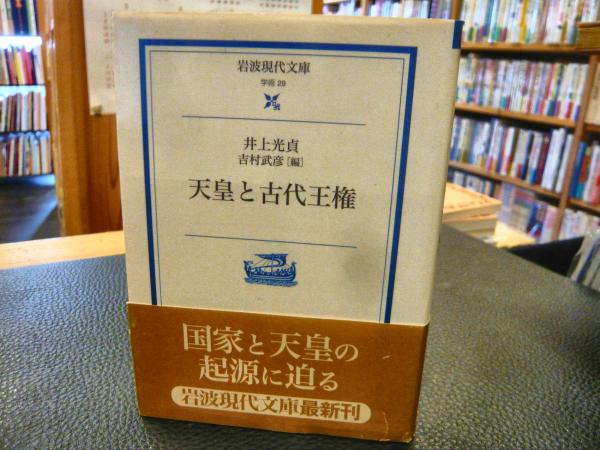 岩波現代文庫
学術 29
井上光貞
吉村武彦[編]
天皇と古代王権
国家と天皇の
起源に迫る
岩波現代文庫最新刊